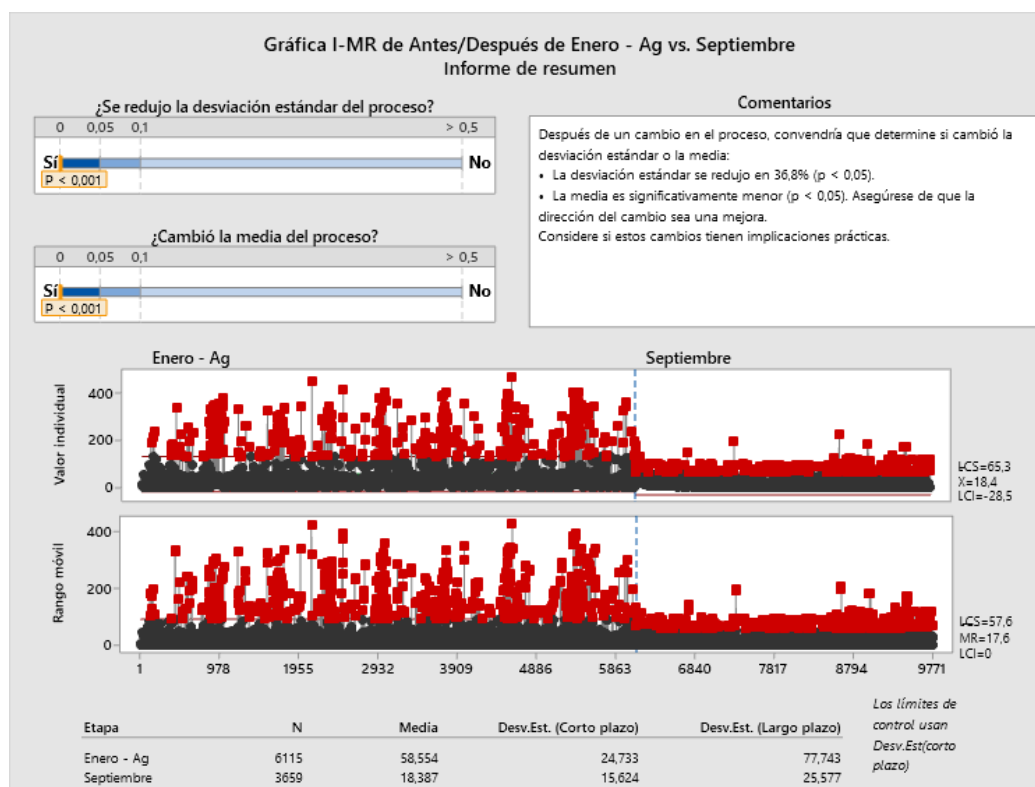 Gráfica I-MR de Antes/Después de Enero - Ag vs. Septiembre
Informe de resumen
¿Se redujo la desviación estándar del proceso?
0 0,05 0,1 > 0,5
Sí No
P < 0,001
¿Cambió la media del proceso?
0 0,05 0,1 > 0,5
Sí No
P < 0,001
Comentarios
Después de un cambio en el proceso, convendría que determine si cambió la
desviación estándar o la media:
• La desviación estándar se redujo en 36,8% (p < 0,05).
• La media es significativamente menor (p < 0,05). Asegúrese de que la
dirección del cambio sea una mejora.
Considere si estos cambios tienen implicaciones prácticas.
Enero - Ag Septiembre
Valor individual
400
200
0
LCS=65,3
X=18,4
LCI=-28,5
Rango móvil
400
200
0
LCS=57,6
MR=17,6
LCI=0
1 978 1955 2932 3909 4886 5863 6840 7817 8794 9771
Etapa N Media Desv.Est. (Corto plazo) Desv.Est. (Largo plazo)
Enero - Ag 6115 58,554 24,733 77,743
Septiembre 3659 18,387 15,624 25,577
Los límites de
control usan
Desv.Est(corto
plazo)